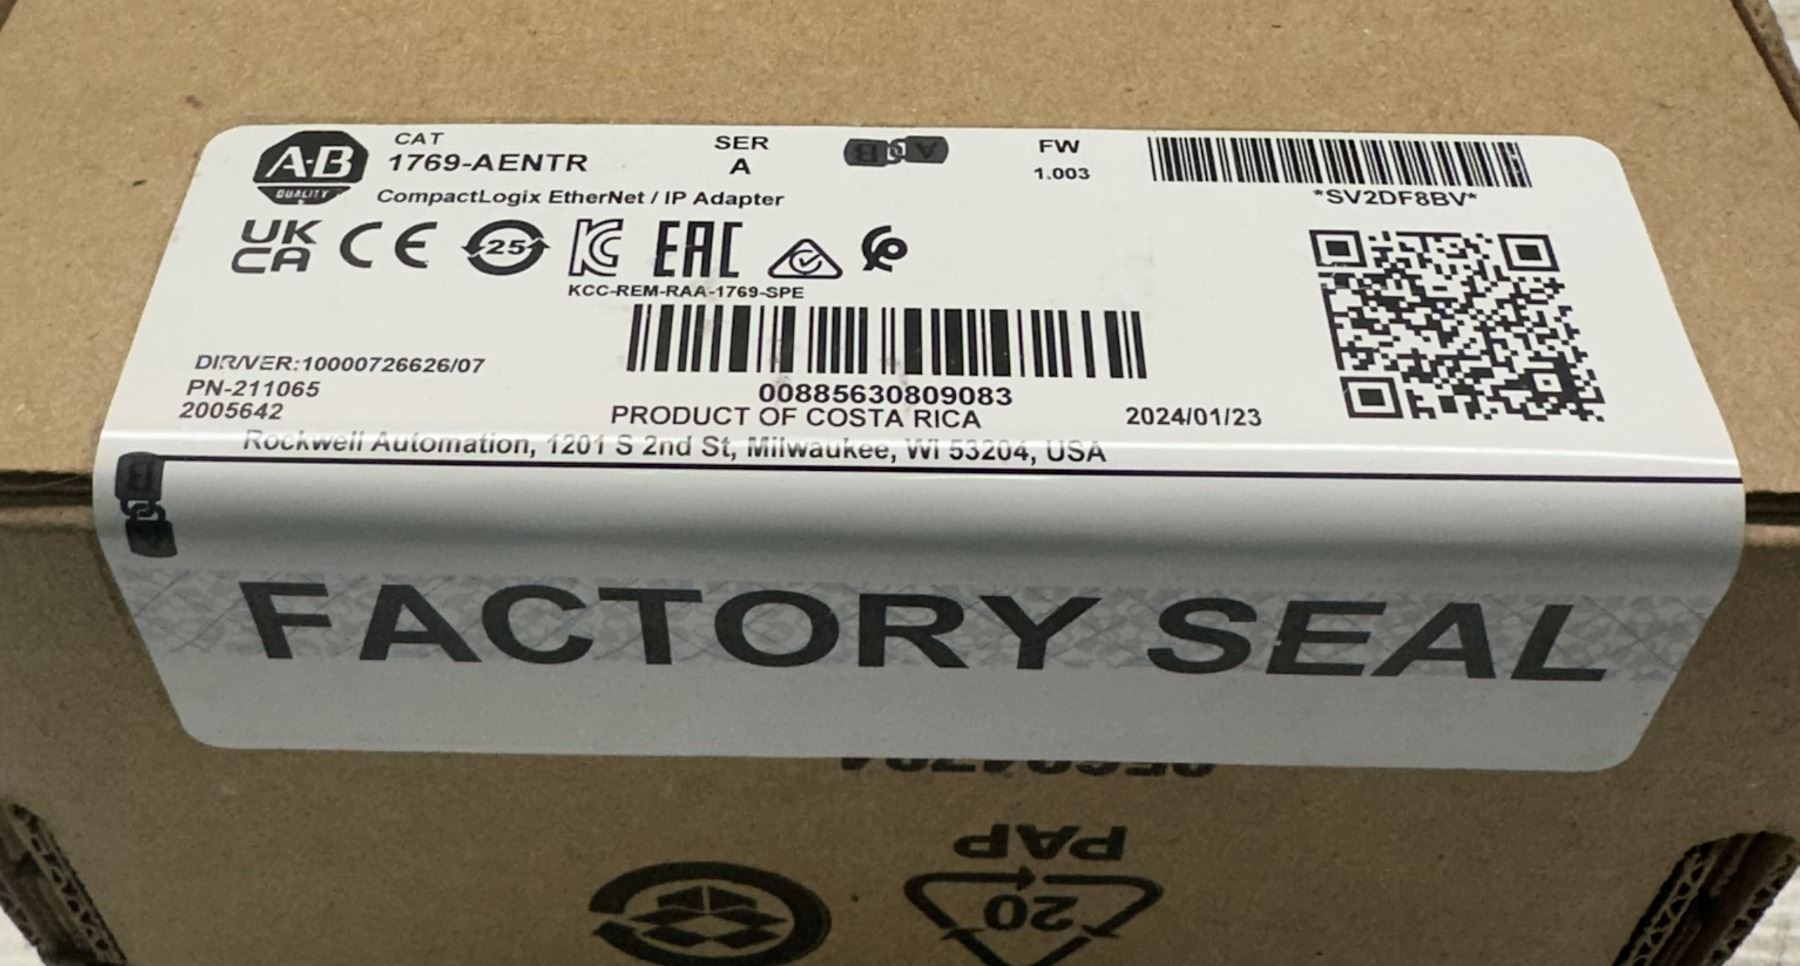 A·B
QUALITY
CAT
1769-AENTR
CompactLogix EtherNet / IP Adapter
SER
A
B A
FW
1.003
*SV2DF8BV*
UK
CA CE 25 KC EAC
KCC-REM-RAA-1769-SPE
DIR/VER:10000726626/07
PN-211065
2005642
00885630809083
PRODUCT OF COSTA RICA
2024/01/23
Rockwell Automation, 1201 S 2nd St, Milwaukee, WI 53204, USA
FACTORY SEAL
PAP
20